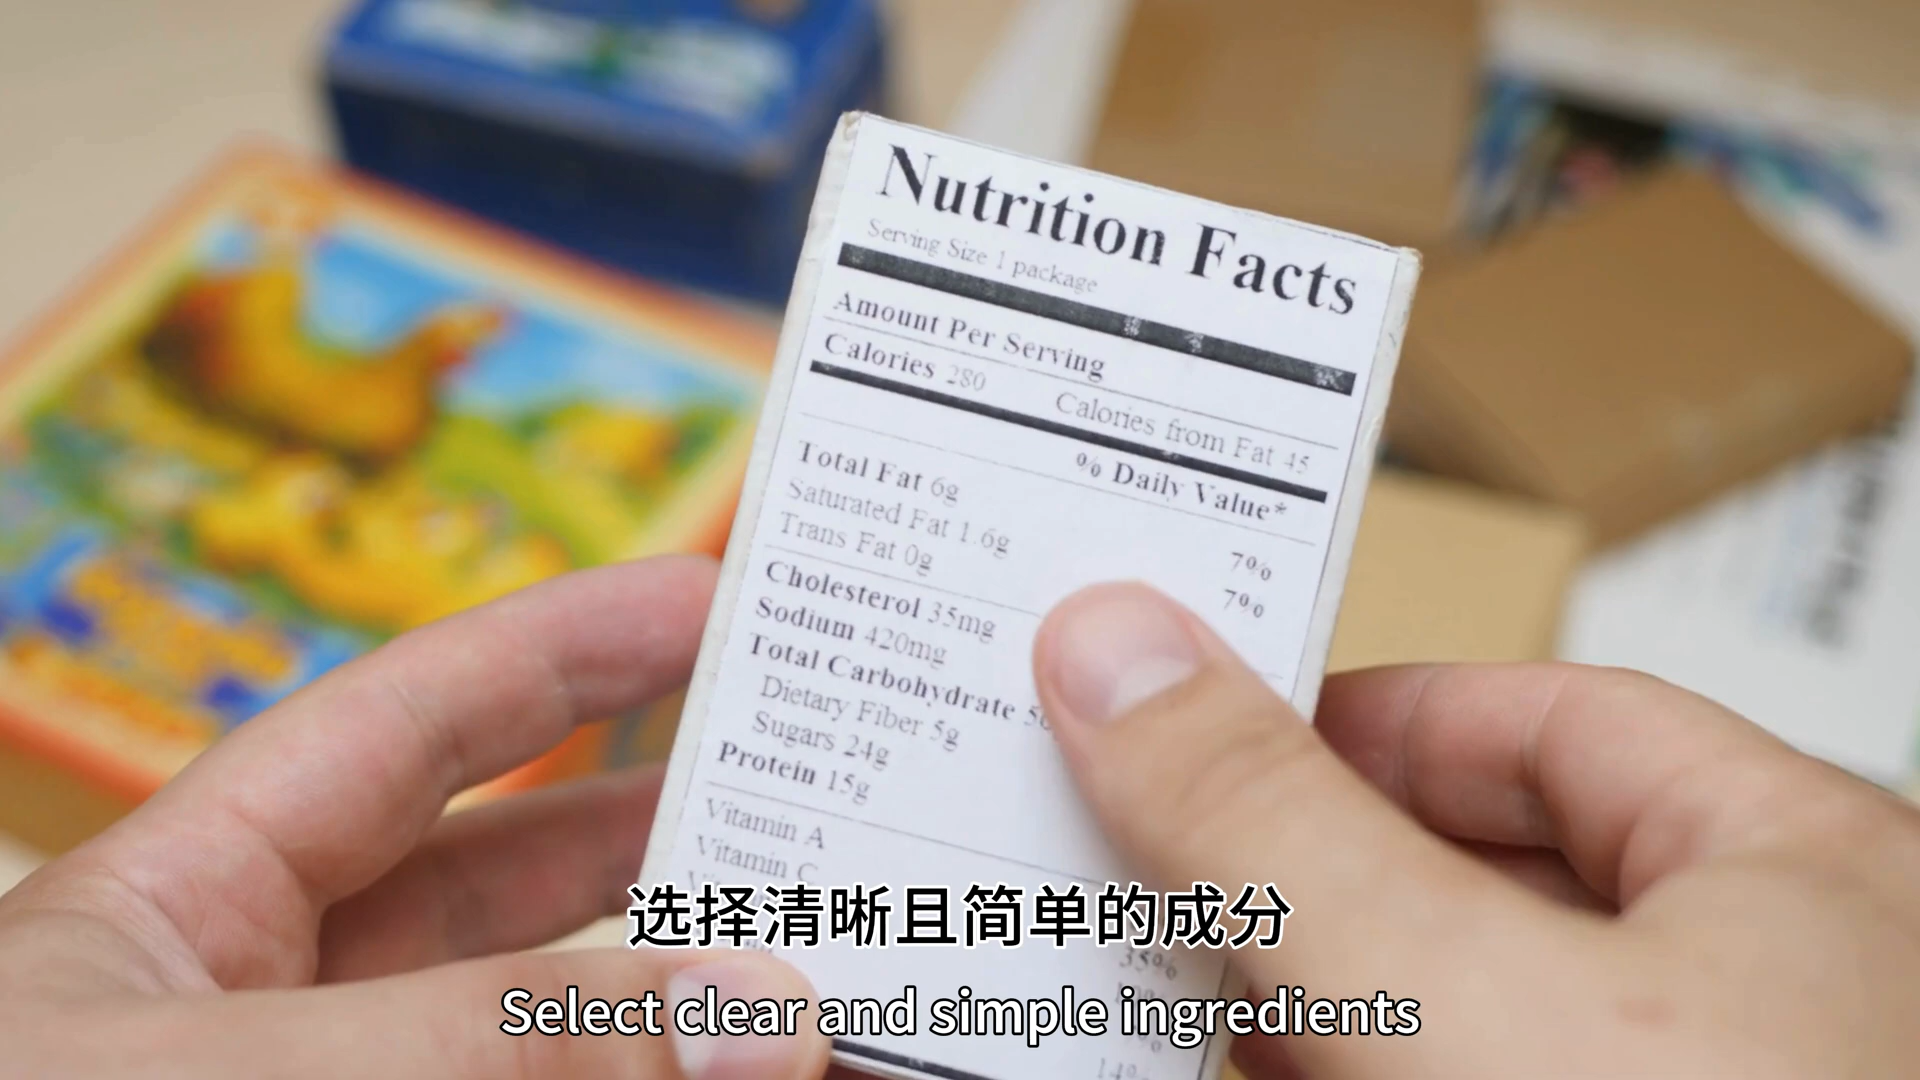 Nutrition Facts
Serving Size 1 package
Amount Per Serving
Calories 280
Calories from Fat 45
% Daily Value*
Total Fat 6g 7%
Saturated Fat 1.6g 7%
Trans Fat 0g
Cholesterol 35mg
Sodium 420mg
Total Carbohydrate
Dietary Fiber 5g
Sugars 24g
Protein 15g
Vitamin A
Vitamin C
选择清晰且简单的成分
35%
Select clear and simple ingredients
14%